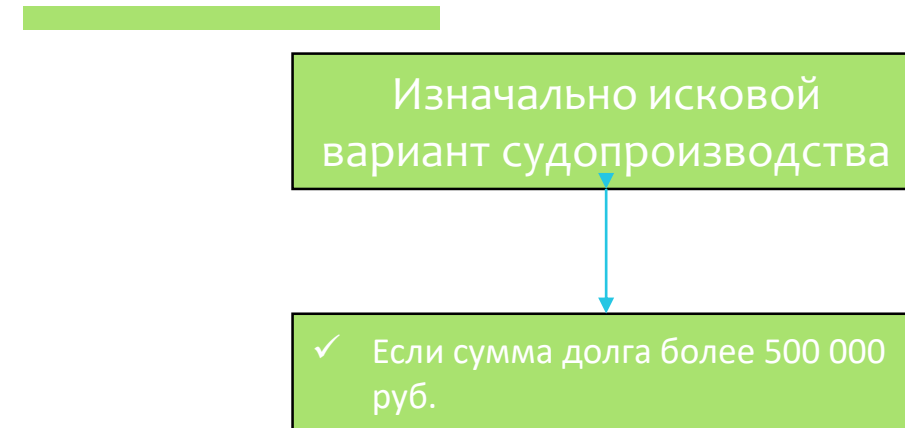 Изначально исковой
вариант судопроизводства
✓ Если сумма долга более 500 000
руб.